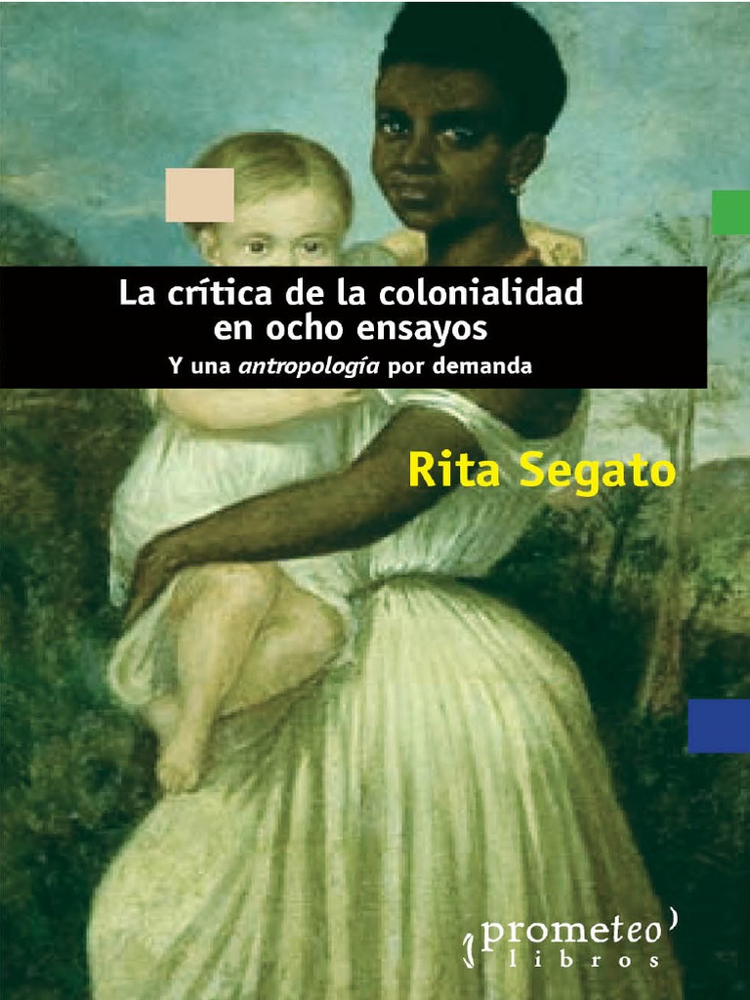 La crítica de la colonialidad
en ocho ensayos
Y una antropología por demanda
Rita Segato
prometeo
libros